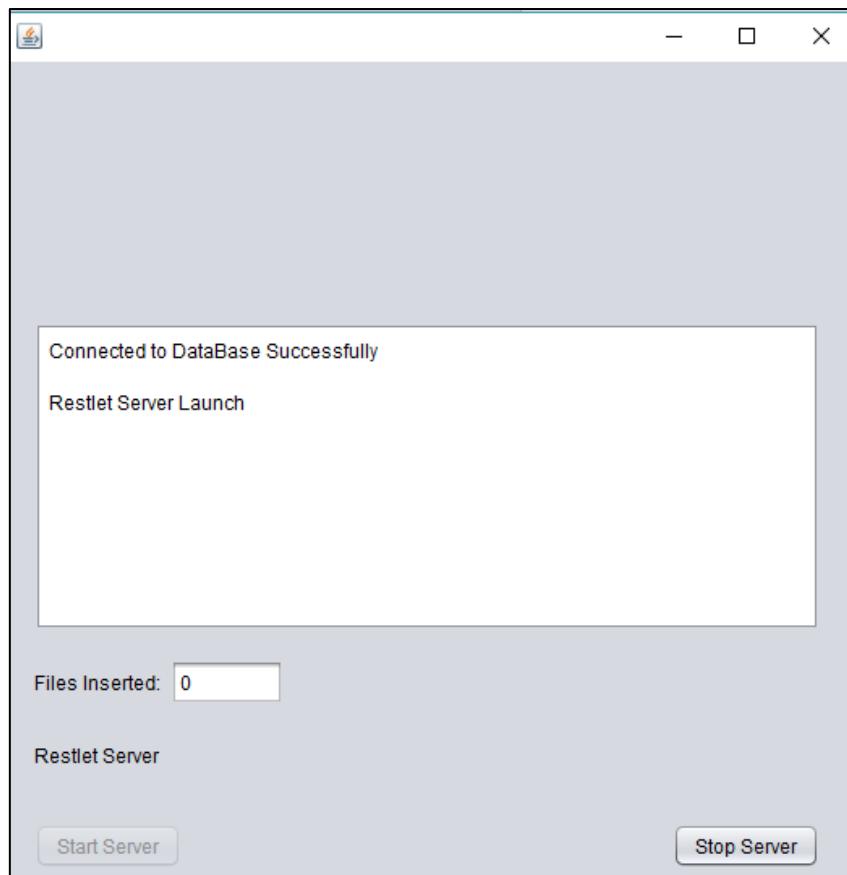 Connected to DataBase Successfully
Restlet Server Launch
Files Inserted: 0
Restlet Server
Start Server Stop Server